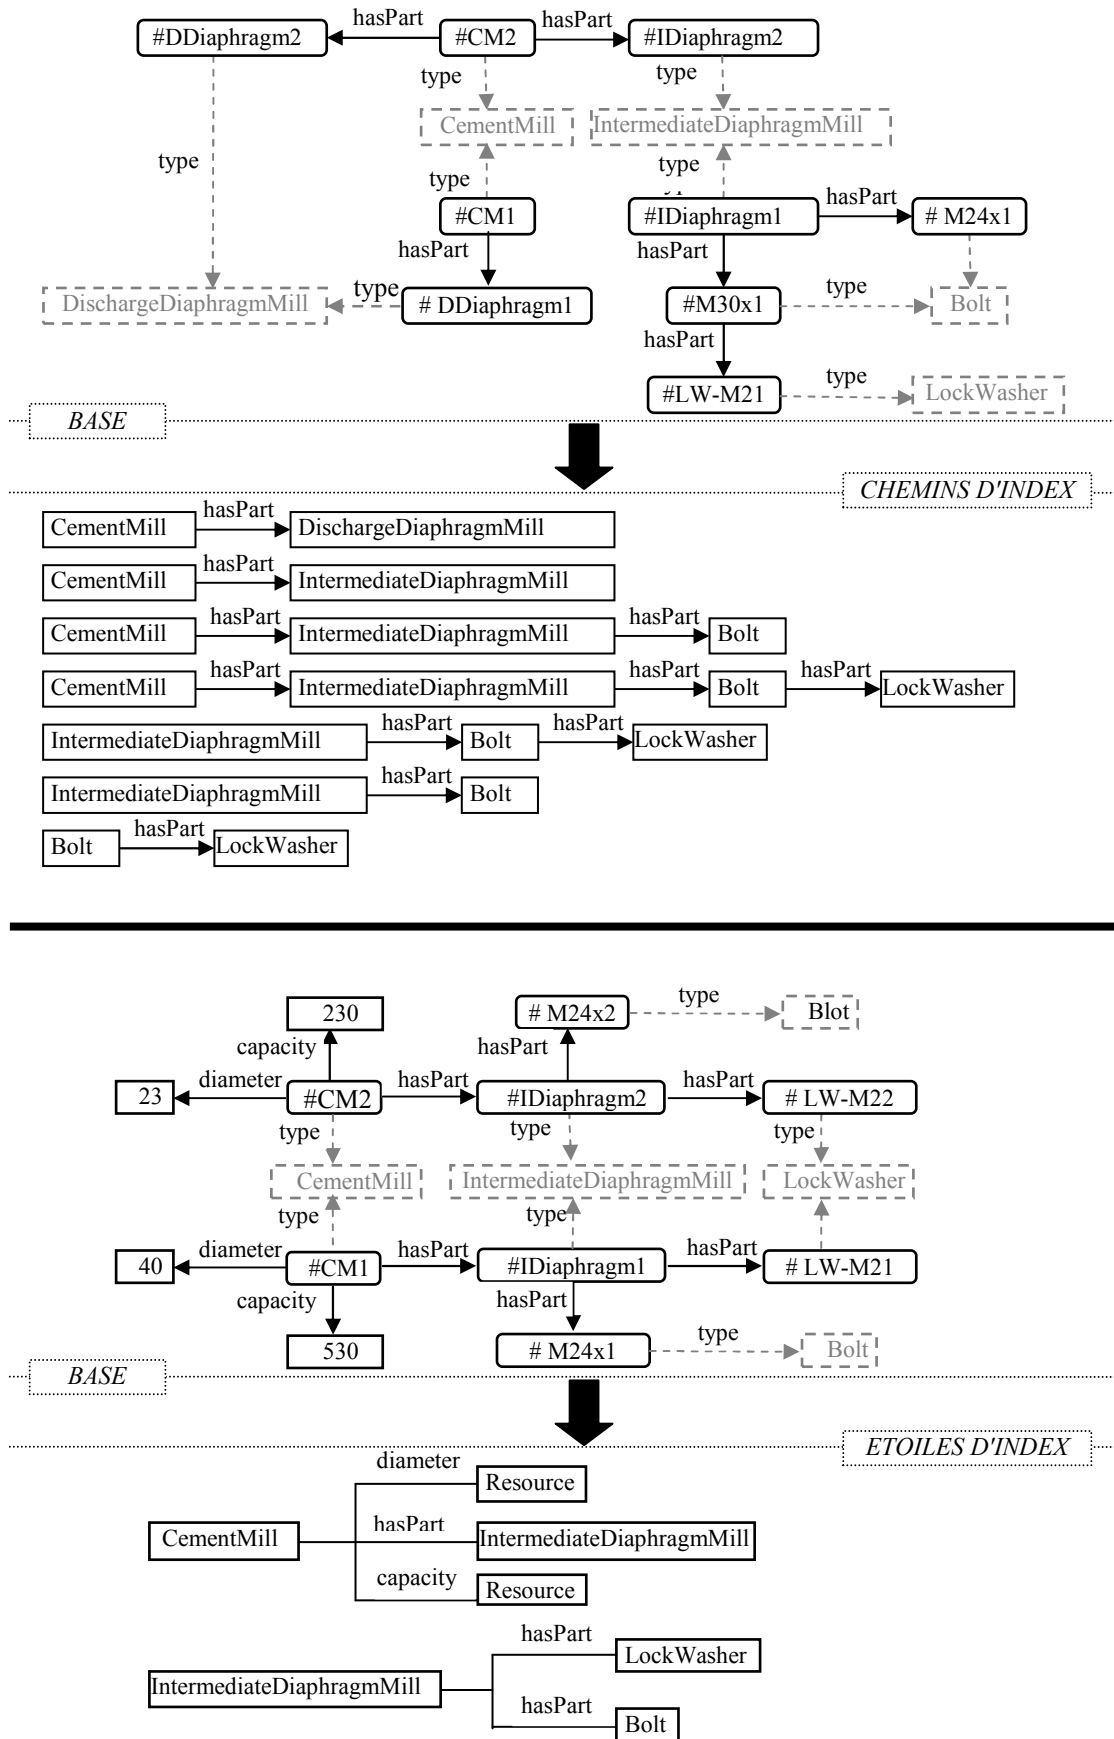 hasPart hasPart
#DDiaphragm2 #CM2 #IDiaphragm2
type type
CementMill IntermediateDiaphragmMill
type type type
#CM1 #IDiaphragm1 hasPart # M24x1
hasPart hasPart
DischargeDiaphragmMill type # DDiaphragm1 #M30x1 type Bolt
hasPart
#LW-M21 type LockWasher
BASE
CHEMINS D'INDEX
CementMill hasPart DischargeDiaphragmMill
CementMill hasPart IntermediateDiaphragmMill
CementMill hasPart IntermediateDiaphragmMill hasPart Bolt
CementMill hasPart IntermediateDiaphragmMill hasPart Bolt hasPart LockWasher
IntermediateDiaphragmMill hasPart Bolt hasPart LockWasher
IntermediateDiaphragmMill hasPart Bolt
Bolt hasPart LockWasher
230 # M24x2 type Blot
capacity hasPart
23 diameter #CM2 hasPart #IDiaphragm2 hasPart # LW-M22
type type type
CementMill IntermediateDiaphragmMill LockWasher
type type
40 diameter #CM1 hasPart #IDiaphragm1 hasPart # LW-M21
capacity hasPart
530 # M24x1 type Bolt
BASE
ETOILES D'INDEX
diameter Resource
CementMill hasPart IntermediateDiaphragmMill
capacity Resource
hasPart LockWasher
IntermediateDiaphragmMill
hasPart Bolt